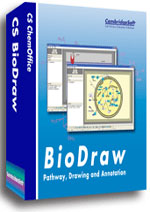 CambridgeSoft
CS ChemOffice
CS BioDraw
BioDraw
Pathway, Drawing and Annotation